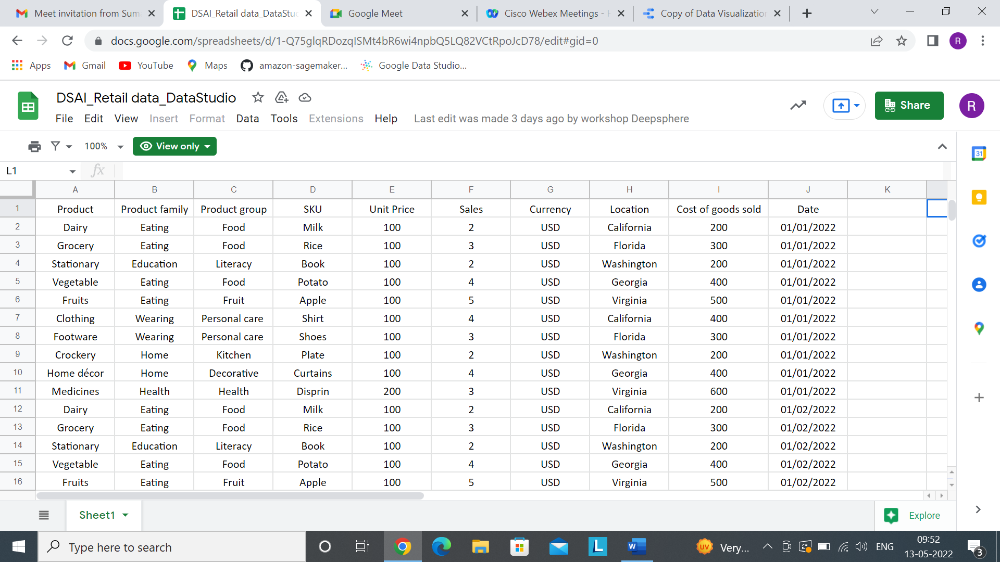 Meet invitation from Sum
DSAI_Retail data_DataStudi
Google Meet
Cisco Webex Meetings - H
Copy of Data Visualization
docs.google.com/spreadsheets/d/1-Q75glqRDozqISMt4bR6wi4npbQ5LQ82VCtRpoJcD78/edit#gid=0
R
Apps Gmail YouTube Maps amazon-sagemaker... Google Data Studio...
DSAI_Retail data_DataStudio
Share
R
File Edit View Insert Format Data Tools Extensions Help Last edit was made 3 days ago by workshop Deepsphere
100% View only
31
L1 fx
A B C D E F G H I J K
1 Product Product family Product group SKU Unit Price Sales Currency Location Cost of goods sold Date
2 Dairy Eating Food Milk 100 2 USD California 200 01/01/2022
3 Grocery Eating Food Rice 100 3 USD Florida 300 01/01/2022
4 Stationary Education Literacy Book 100 2 USD Washington 200 01/01/2022
5 Vegetable Eating Food Potato 100 4 USD Georgia 400 01/01/2022
6 Fruits Eating Fruit Apple 100 5 USD Virginia 500 01/01/2022
7 Clothing Wearing Personal care Shirt 100 4 USD California 400 01/01/2022
8 Footware Wearing Personal care Shoes 100 3 USD Florida 300 01/01/2022
9 Crockery Home Kitchen Plate 100 2 USD Washington 200 01/01/2022
10 Home décor Home Decorative Curtains 100 4 USD Georgia 400 01/01/2022
11 Medicines Health Health Disprin 200 3 USD Virginia 600 01/01/2022
12 Dairy Eating Food Milk 100 2 USD California 200 01/02/2022
13 Grocery Eating Food Rice 100 3 USD Florida 300 01/02/2022
14 Stationary Education Literacy Book 100 2 USD Washington 200 01/02/2022
15 Vegetable Eating Food Potato 100 4 USD Georgia 400 01/02/2022
16 Fruits Eating Fruit Apple 100 5 USD Virginia 500 01/02/2022
Sheet1
Explore
Type here to search
L
W
UV
Very...
ENG
09:52
13-05-2022
3